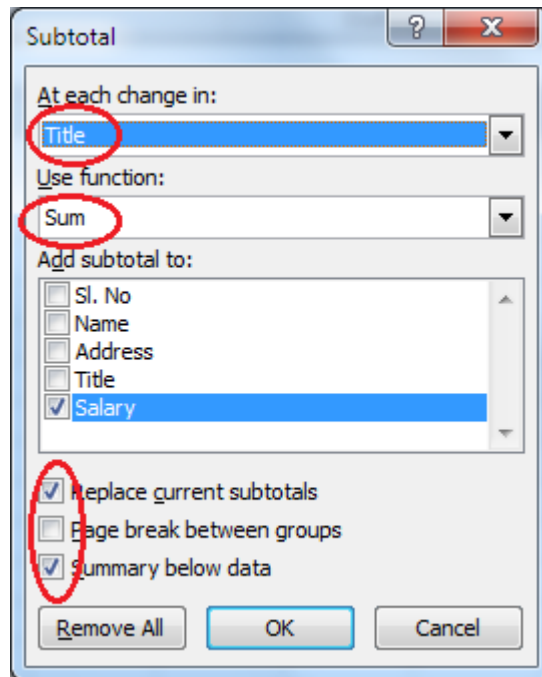 Subtotal
At each change in:
Title
Use function:
Sum
Add subtotal to:
Sl. No
Name
Address
Title
Salary
Replace current subtotals
Page break between groups
Summary below data
Remove All OK Cancel